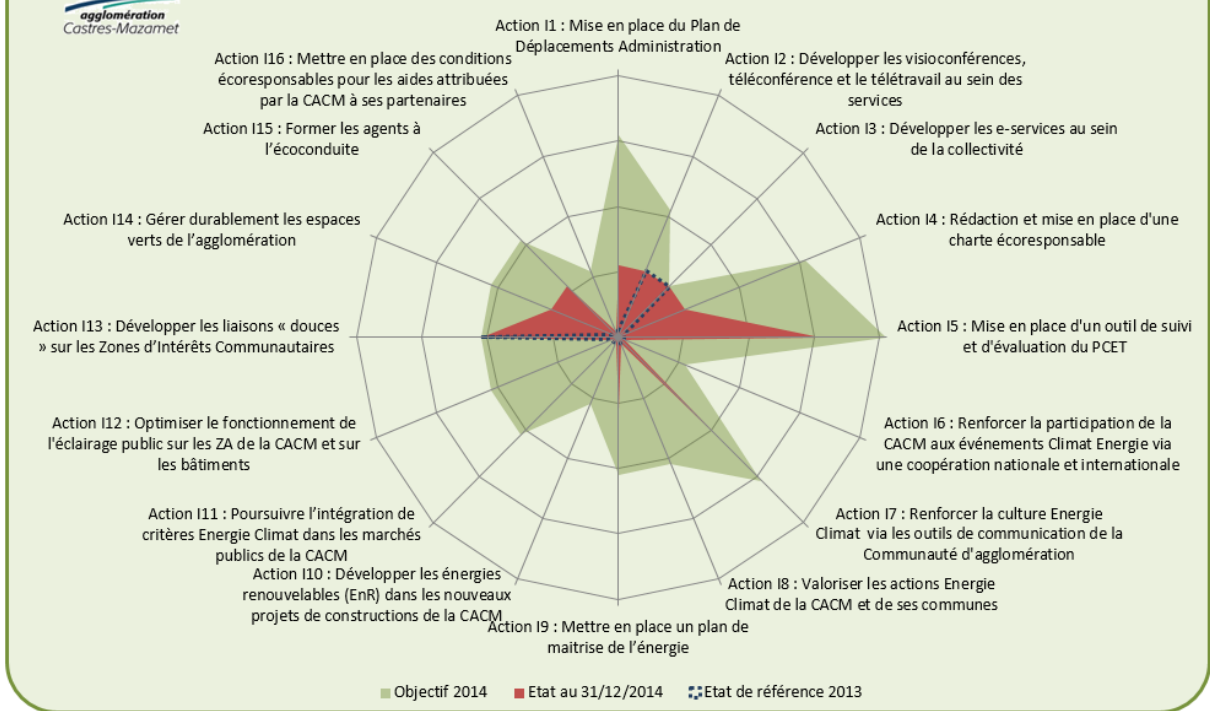 agglomération
Castres-Mazamet
Action I1 : Mise en place du Plan de
Déplacements Administration
Action I2 : Développer les visioconférences,
téléconférence et le télétravail au sein des
services
Action I3 : Développer les e-services au sein
de la collectivité
Action I4 : Rédaction et mise en place d'une
charte écoresponsable
Action I5 : Mise en place d'un outil de suivi
et d'évaluation du PCET
Action I6 : Renforcer la participation de la
CACM aux événements Climat Energie via
une coopération nationale et internationale
Action I7 : Renforcer la culture Energie
Climat via les outils de communication de la
Communauté d'agglomération
Action I8 : Valoriser les actions Energie
Climat de la CACM et de ses communes
Action I9 : Mettre en place un plan de
maitrise de l’énergie
Action I10 : Développer les énergies
renouvelables (EnR) dans les nouveaux
projets de constructions de la CACM
Action I11 : Poursuivre l’intégration de
critères Energie Climat dans les marchés
publics de la CACM
Action I12 : Optimiser le fonctionnement de
l'éclairage public sur les ZA de la CACM et sur
les bâtiments
Action I13 : Développer les liaisons « douces
» sur les Zones d’Intérêts Communautaires
Action I14 : Gérer durablement les espaces
verts de l’agglomération
Action I15 : Former les agents à
l’écoconduite
Action I16 : Mettre en place des conditions
écoresponsables pour les aides attribuées
par la CACM à ses partenaires
Objectif 2014
Etat au 31/12/2014
Etat de référence 2013